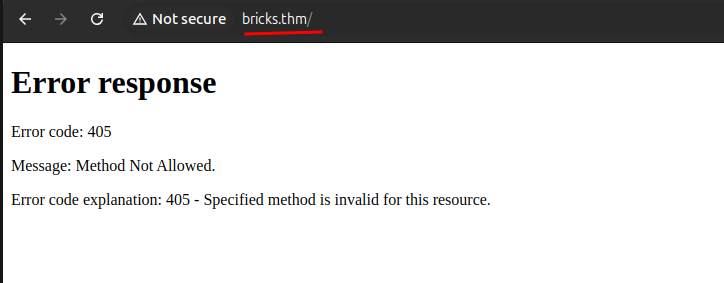 Not secure bricks.thm/
Error response
Error code: 405
Message: Method Not Allowed.
Error code explanation: 405 - Specified method is invalid for this resource.